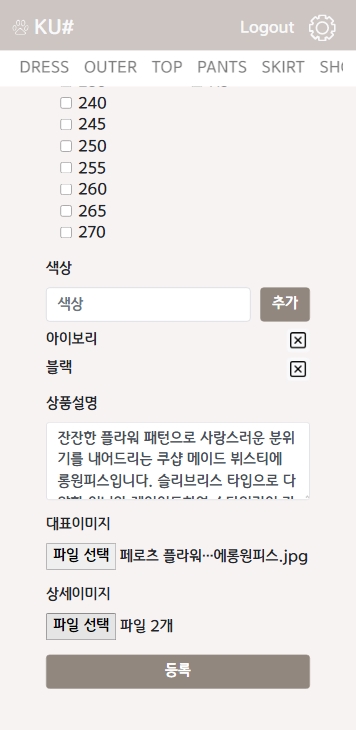 KU#
Logout
DRESS OUTER TOP PANTS SKIRT
240
245
250
255
260
265
270
색상
색상
추가
아이보리
블랙
상품설명
잔잔한 플라워 패턴으로 사랑스러운 분위
기를 내어드리는 쿠샵 메이드 뷔스티에
롱원피스입니다. 슬리브리스 타입으로 다
대표이미지
파일 선택 페로츠 플라워…에롱원피스.jpg
상세이미지
파일 선택 파일 2개
등록